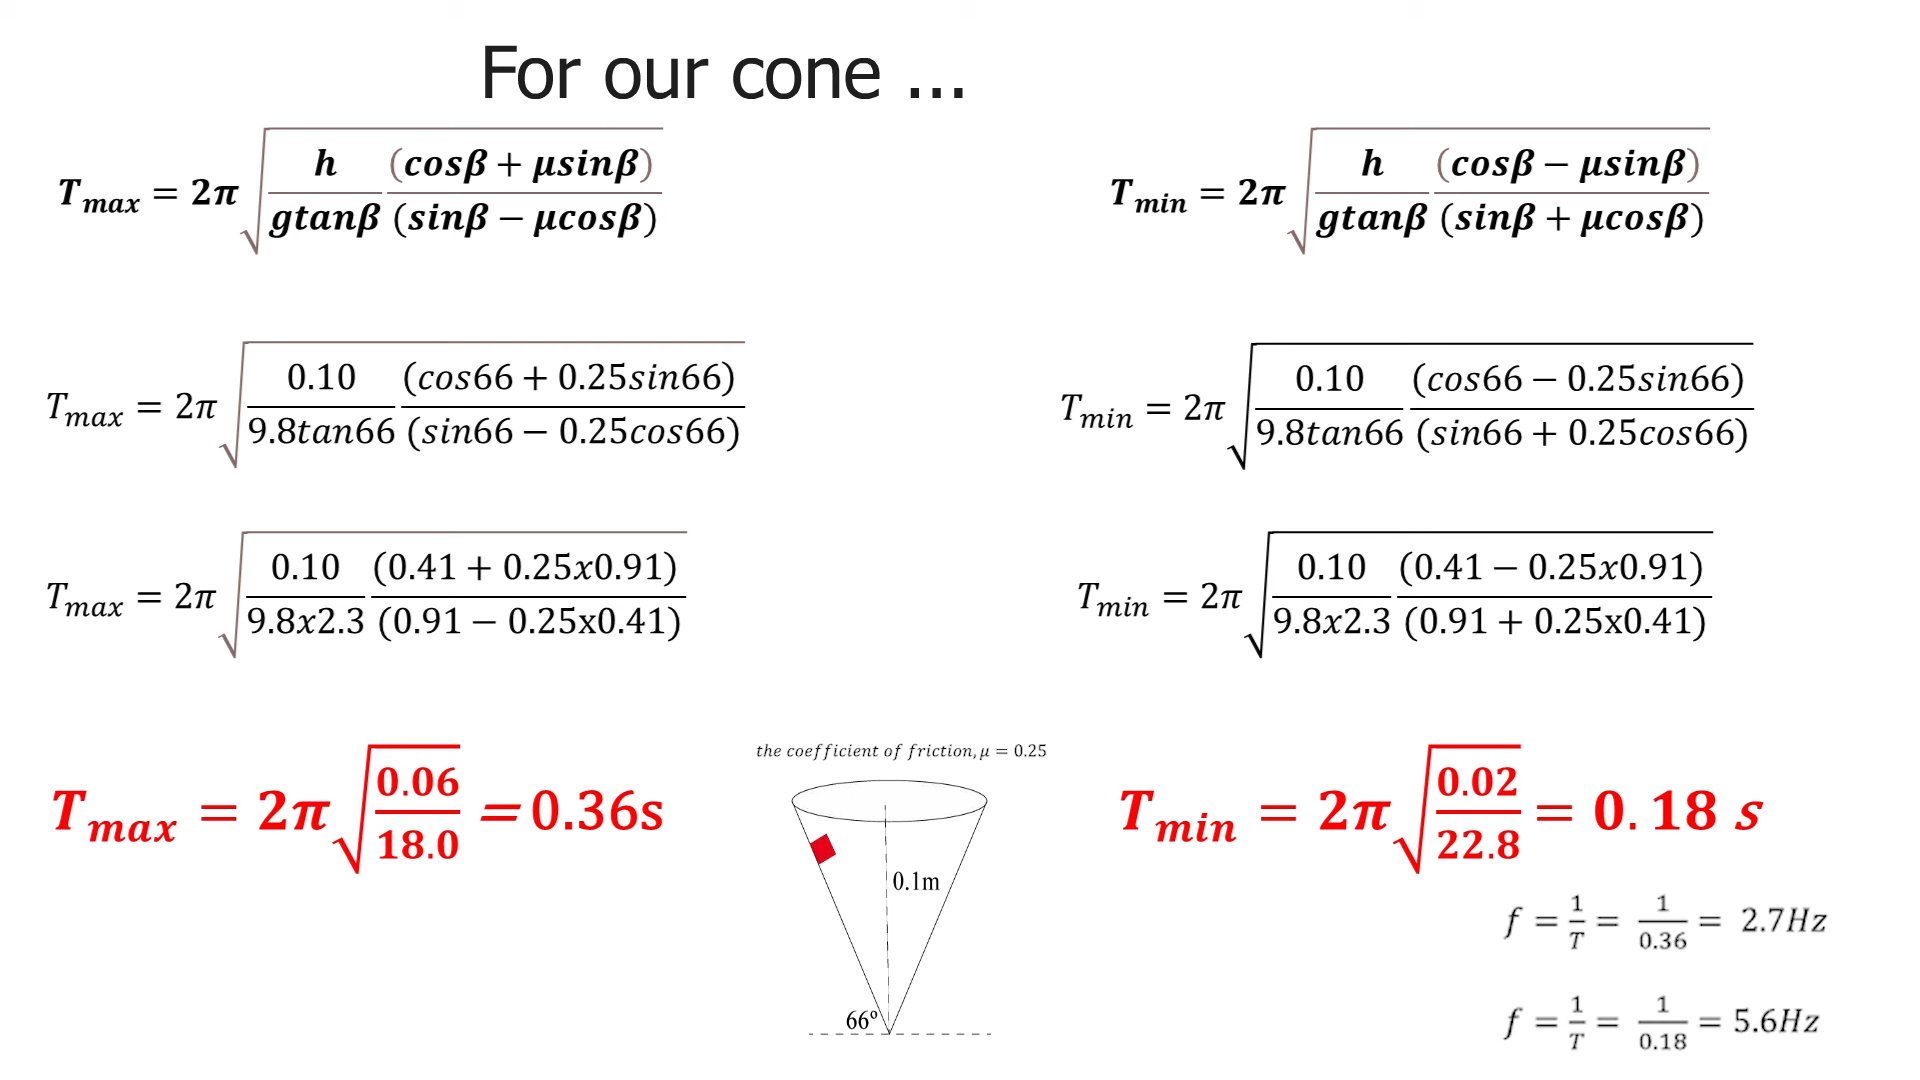 For our cone ...
T_max = 2π √( h/(gtanβ) (cosβ + μsinβ)/(sinβ − μcosβ) )
T_min = 2π √( h/(gtanβ) (cosβ − μsinβ)/(sinβ + μcosβ) )
T_max = 2π √( 0.10/(9.8tan66) (cos66 + 0.25sin66)/(sin66 − 0.25cos66) )
T_min = 2π √( 0.10/(9.8tan66) (cos66 − 0.25sin66)/(sin66 + 0.25cos66) )
T_max = 2π √( 0.10/(9.8x2.3) (0.41 + 0.25x0.91)/(0.91 − 0.25x0.41) )
T_min = 2π √( 0.10/(9.8x2.3) (0.41 − 0.25x0.91)/(0.91 + 0.25x0.41) )
T_max = 2π √(0.06/18.0) = 0.36s
the coefficient of friction, μ = 0.25
0.1m
66º
T_min = 2π √(0.02/22.8) = 0.18 s
f = 1/T = 1/0.36 = 2.7Hz
f = 1/T = 1/0.18 = 5.6Hz